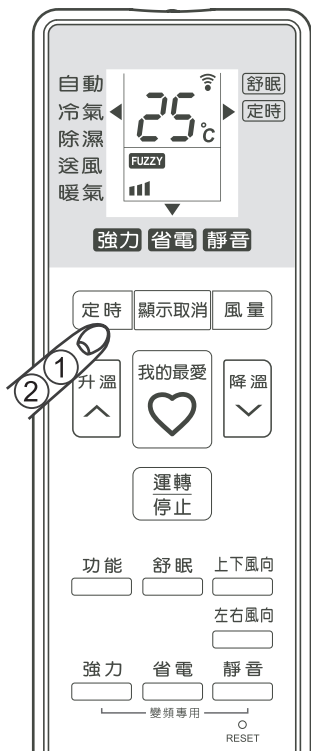 自動
冷氣
除濕
送風
暖氣
25°C
FUZZY
舒眠
定時
強力 省電 靜音
定時 顯示取消 風量
① ②
升溫 我的最愛 降溫
運轉
停止
功能 舒眠 上下風向
左右風向
強力 省電 靜音
變頻專用
RESET